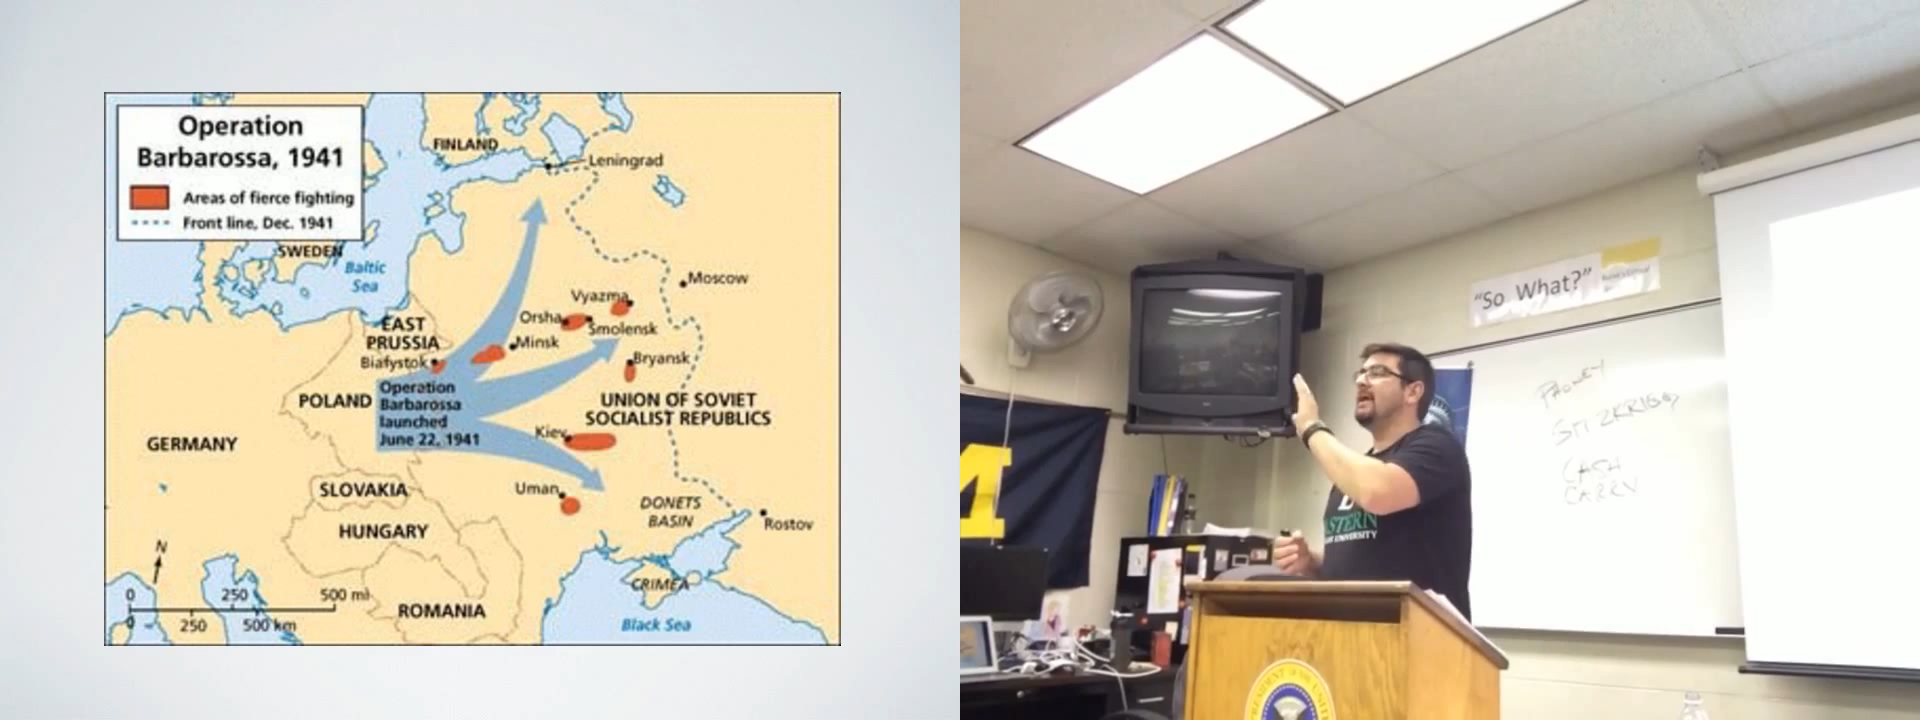 Operation
Barbarossa, 1941
Areas of fierce fighting
Front line, Dec. 1941
FINLAND
Leningrad
SWEDEN
Baltic
Sea
Moscow
Vyazma
Orsha
Smolensk
EAST
PRUSSIA
Minsk
Białystok
Bryansk
Operation
Barbarossa
launched
June 22, 1941
POLAND
UNION OF SOVIET
SOCIALIST REPUBLICS
GERMANY
Kiev
SLOVAKIA
Uman
DONETS
BASIN
HUNGARY
Rostov
N
CRIMEA
0 250 500 mi
0 250 500 km
ROMANIA
Black Sea
"So What?"
PHONEY
SITZKRIEG
CASH
CARRY
M
STERN
UNIVERSITY